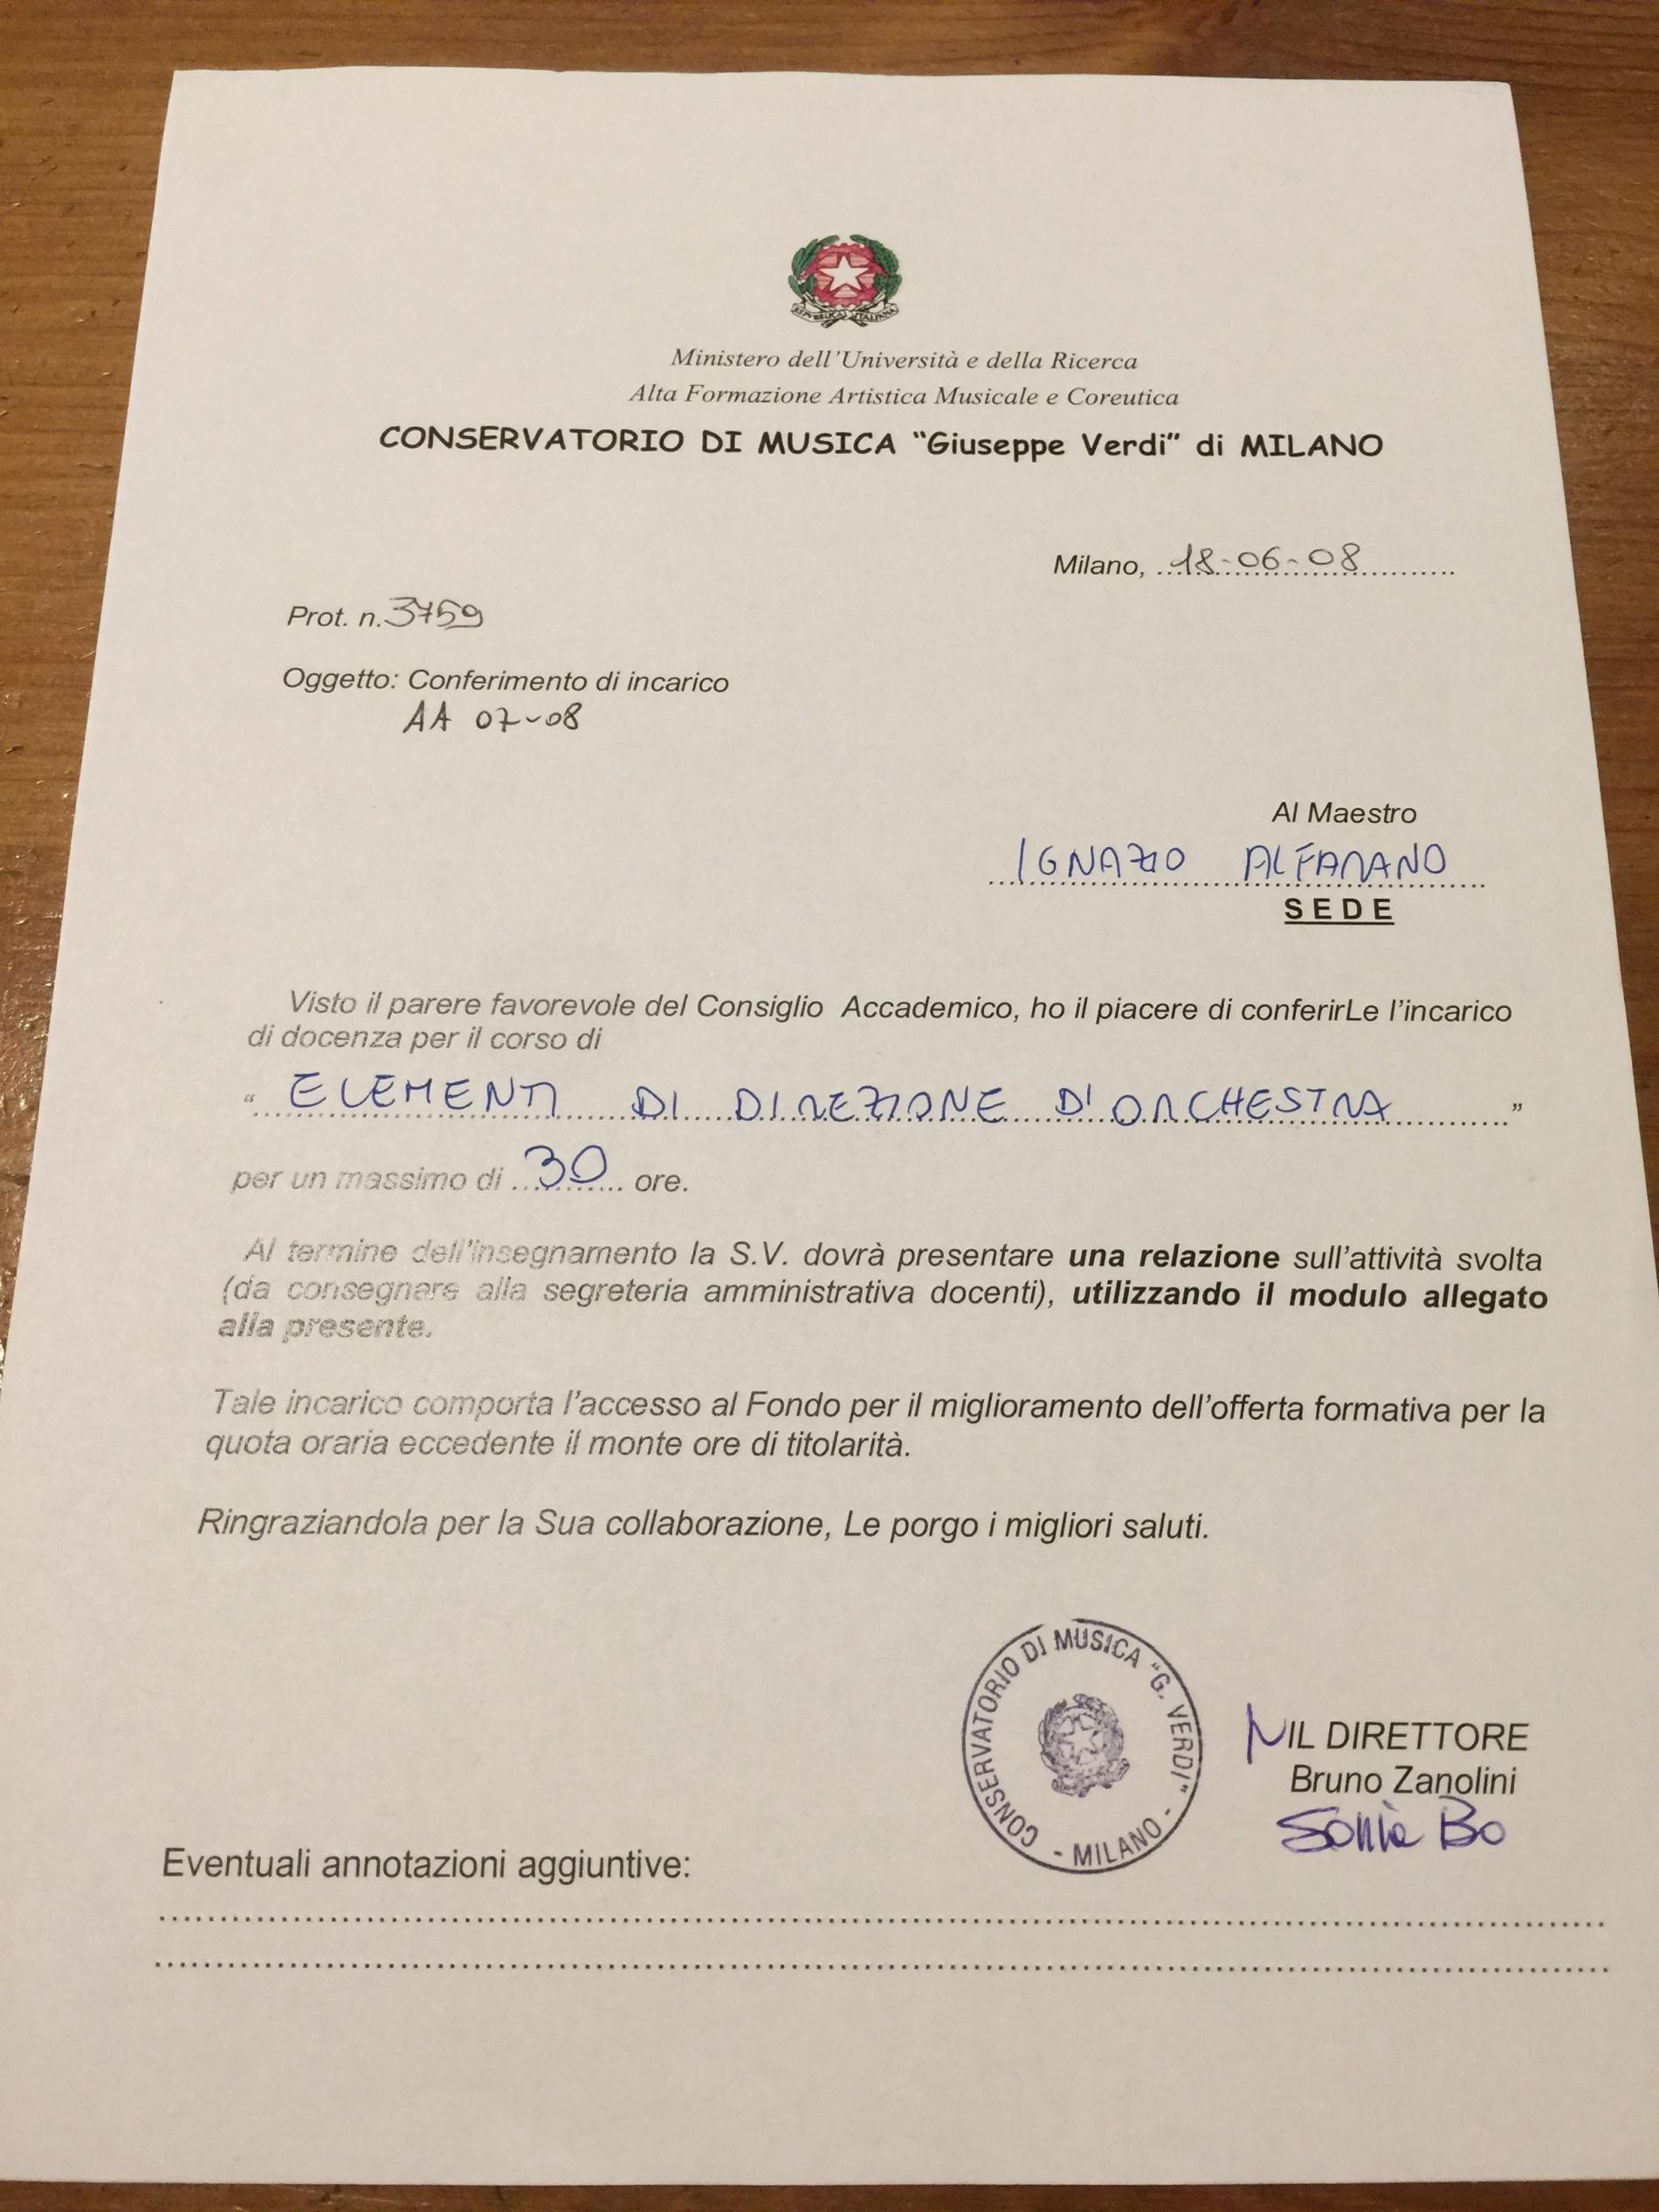 REPVBBLICA ITALIANA
Ministero dell'Università e della Ricerca
Alta Formazione Artistica Musicale e Coreutica
CONSERVATORIO DI MUSICA "Giuseppe Verdi" di MILANO
Milano, 18-06-08
Prot. n. 3759
Oggetto: Conferimento di incarico
AA 07-08
Al Maestro
IGNAZIO ALFARANO
SEDE
Visto il parere favorevole del Consiglio Accademico, ho il piacere di conferirLe l'incarico
di docenza per il corso di
" ELEMENTI DI DIREZIONE D'ORCHESTRA "
per un massimo di 30 ore.
Al termine dell'insegnamento la S.V. dovrà presentare una relazione sull'attività svolta
(da consegnare alla segreteria amministrativa docenti), utilizzando il modulo allegato
alla presente.
Tale incarico comporta l'accesso al Fondo per il miglioramento dell'offerta formativa per la
quota oraria eccedente il monte ore di titolarità.
Ringraziandola per la Sua collaborazione, Le porgo i migliori saluti.
CONSERVATORIO DI MUSICA "G. VERDI"
- MILANO -
IL DIRETTORE
Bruno Zanolini
Sonia Bo
Eventuali annotazioni aggiuntive: